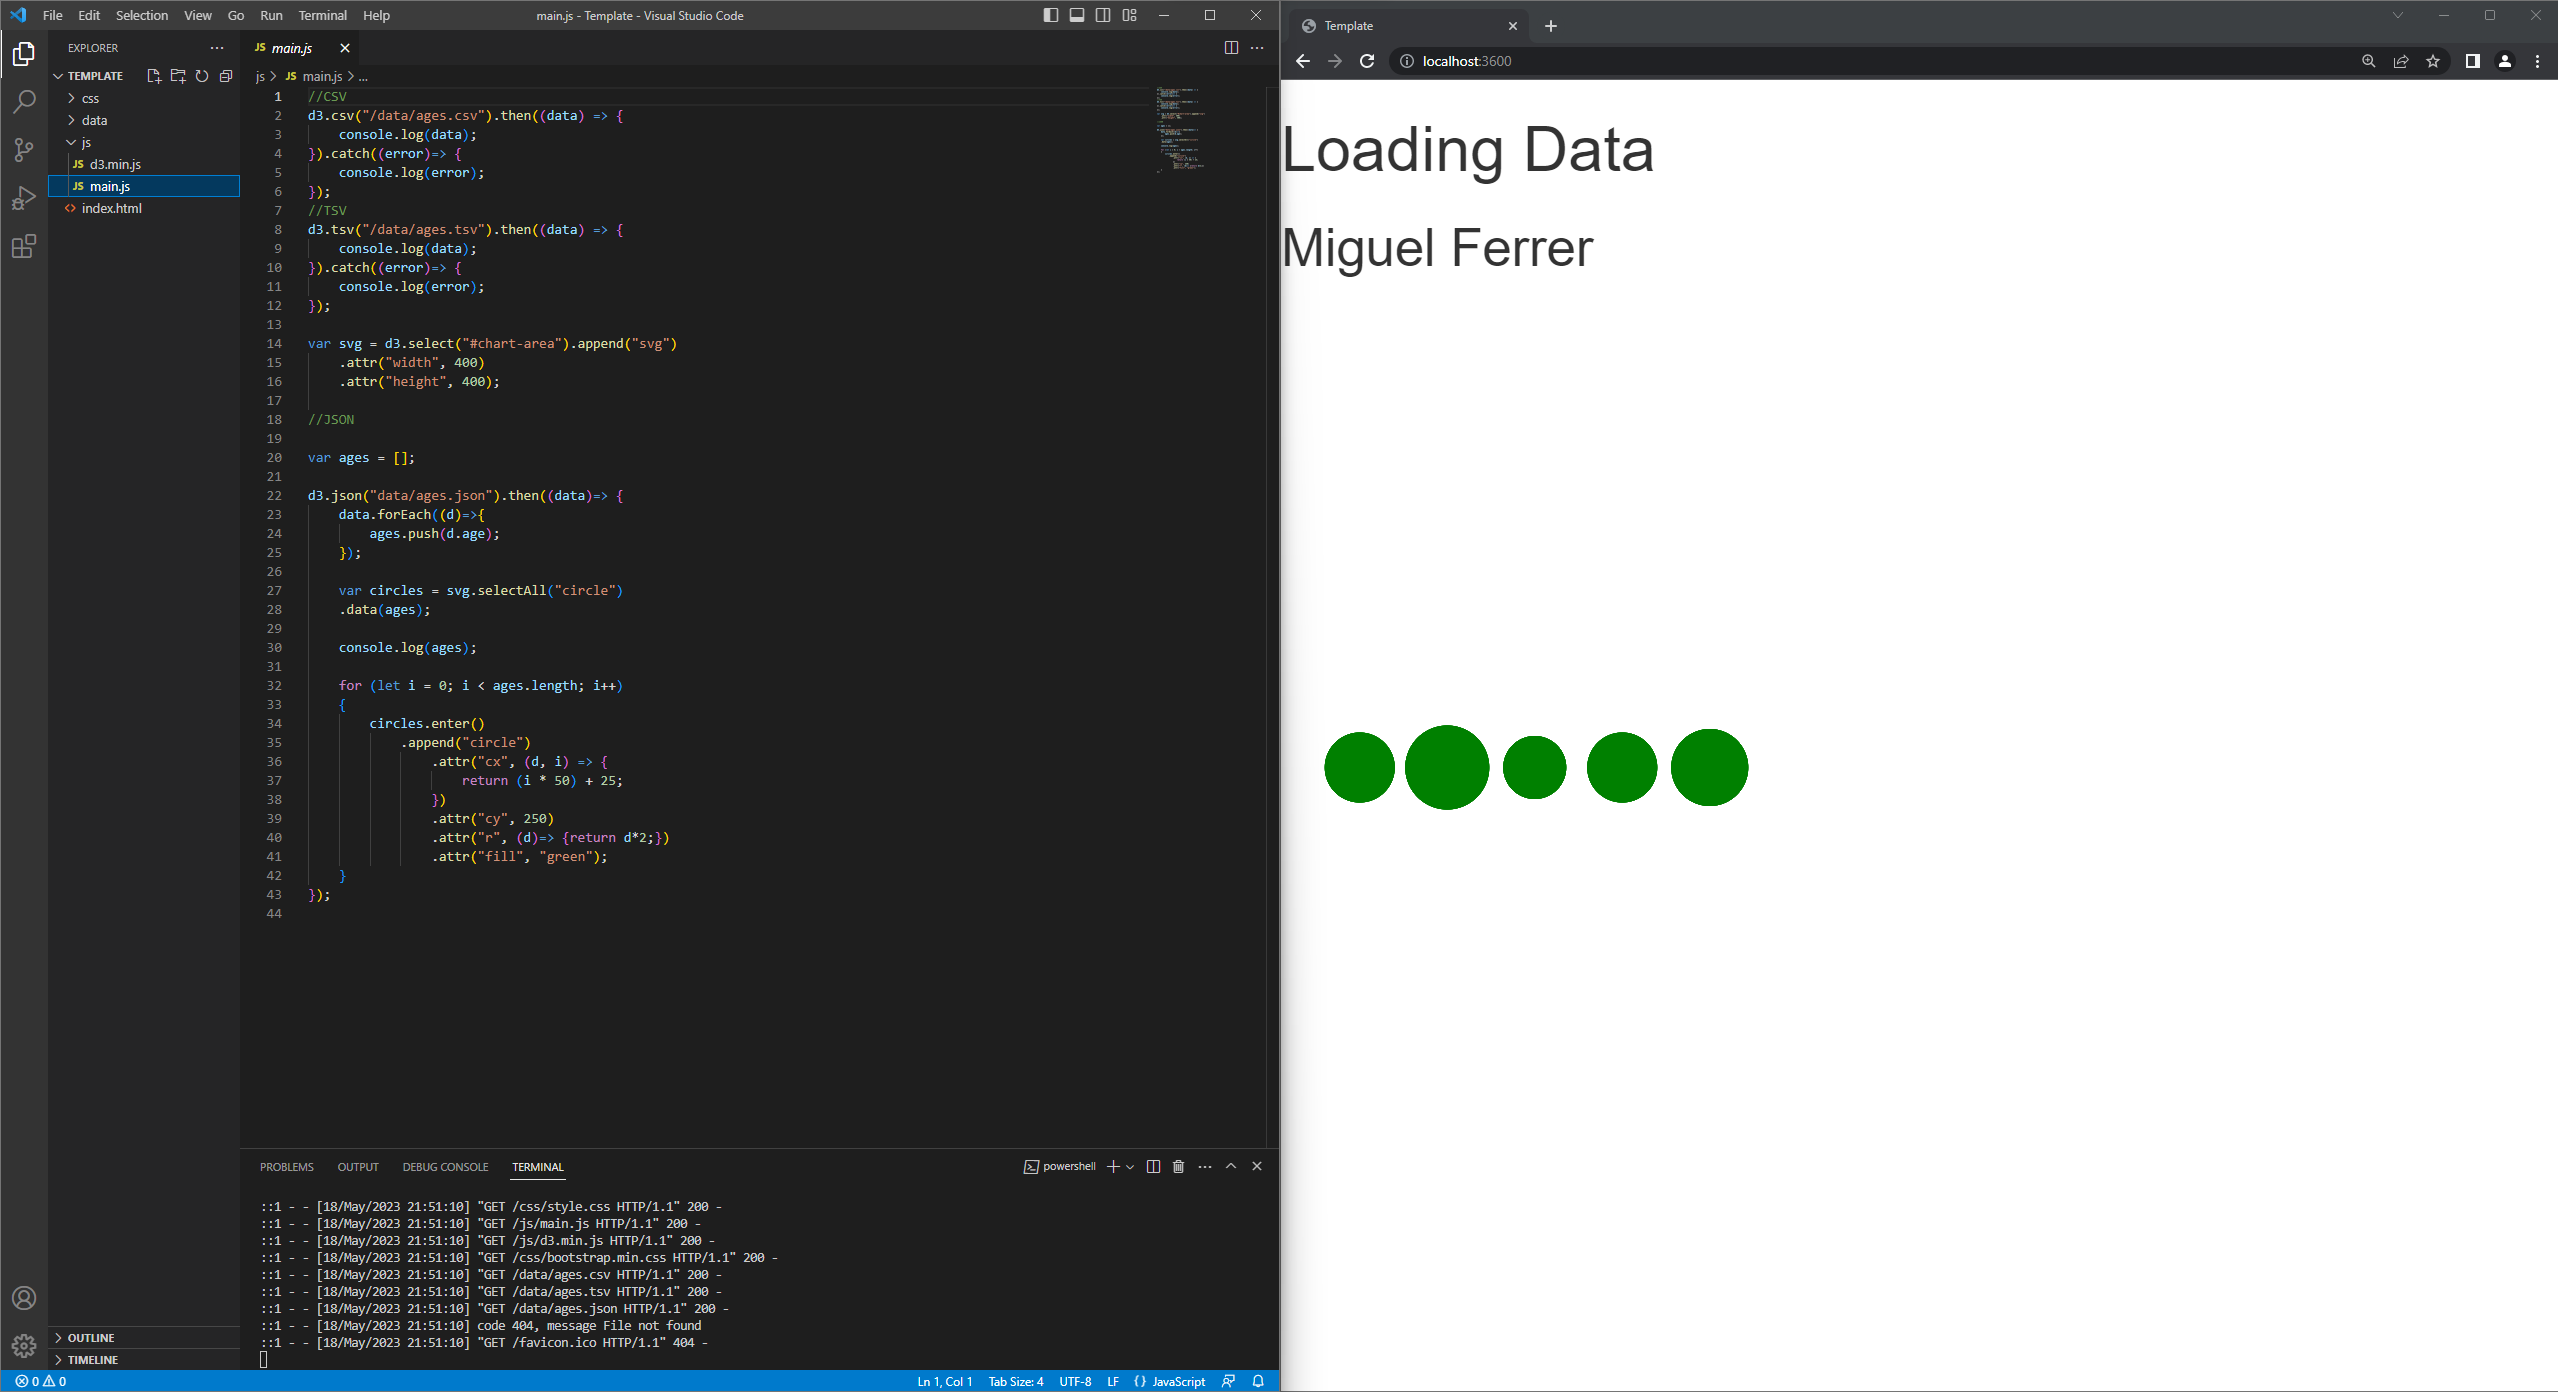 File Edit Selection View Go Run Terminal Help
main.js - Template - Visual Studio Code
EXPLORER
TEMPLATE
css
data
js
JS d3.min.js
JS main.js
<> index.html
OUTLINE
TIMELINE
JS main.js
js > JS main.js > ...
1 //CSV
2 d3.csv("/data/ages.csv").then((data) => {
3 console.log(data);
4 }).catch((error)=> {
5 console.log(error);
6 });
7 //TSV
8 d3.tsv("/data/ages.tsv").then((data) => {
9 console.log(data);
10 }).catch((error)=> {
11 console.log(error);
12 });
13
14 var svg = d3.select("#chart-area").append("svg")
15 .attr("width", 400)
16 .attr("height", 400);
17
18 //JSON
19
20 var ages = [];
21
22 d3.json("data/ages.json").then((data)=> {
23 data.forEach((d)=>{
24 ages.push(d.age);
25 });
26
27 var circles = svg.selectAll("circle")
28 .data(ages);
29
30 console.log(ages);
31
32 for (let i = 0; i < ages.length; i++)
33 {
34 circles.enter()
35 .append("circle")
36 .attr("cx", (d, i) => {
37 return (i * 50) + 25;
38 })
39 .attr("cy", 250)
40 .attr("r", (d)=> {return d*2;})
41 .attr("fill", "green");
42 }
43 });
44
PROBLEMS OUTPUT DEBUG CONSOLE TERMINAL
powershell
::1 - - [18/May/2023 21:51:10] "GET /css/style.css HTTP/1.1" 200 -
::1 - - [18/May/2023 21:51:10] "GET /js/main.js HTTP/1.1" 200 -
::1 - - [18/May/2023 21:51:10] "GET /js/d3.min.js HTTP/1.1" 200 -
::1 - - [18/May/2023 21:51:10] "GET /css/bootstrap.min.css HTTP/1.1" 200 -
::1 - - [18/May/2023 21:51:10] "GET /data/ages.csv HTTP/1.1" 200 -
::1 - - [18/May/2023 21:51:10] "GET /data/ages.tsv HTTP/1.1" 200 -
::1 - - [18/May/2023 21:51:10] "GET /data/ages.json HTTP/1.1" 200 -
::1 - - [18/May/2023 21:51:10] code 404, message File not found
::1 - - [18/May/2023 21:51:10] "GET /favicon.ico HTTP/1.1" 404 -
0 0
Ln 1, Col 1 Tab Size: 4 UTF-8 LF {} JavaScript
Template
localhost:3600
Loading Data
Miguel Ferrer